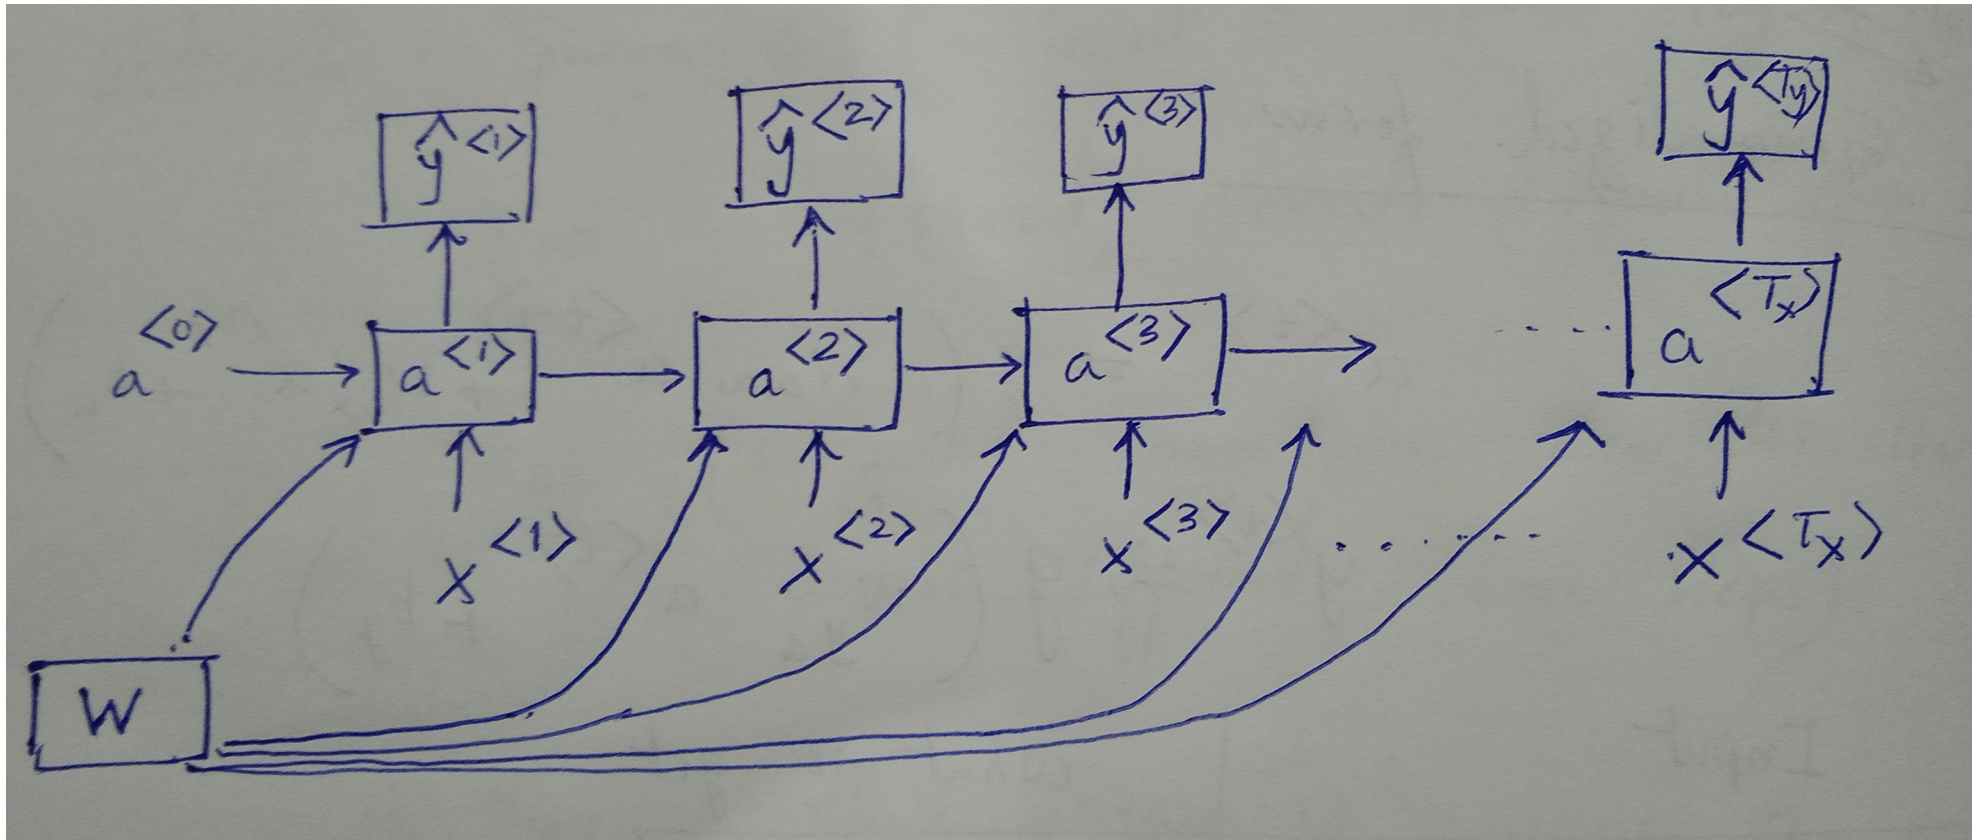 ŷ<1> ŷ<2> ŷ<3> ŷ<Ty>
a<0> a<1> a<2> a<3> ..... a<Tx>
x<1> x<2> x<3> ....... x<Tx>
W